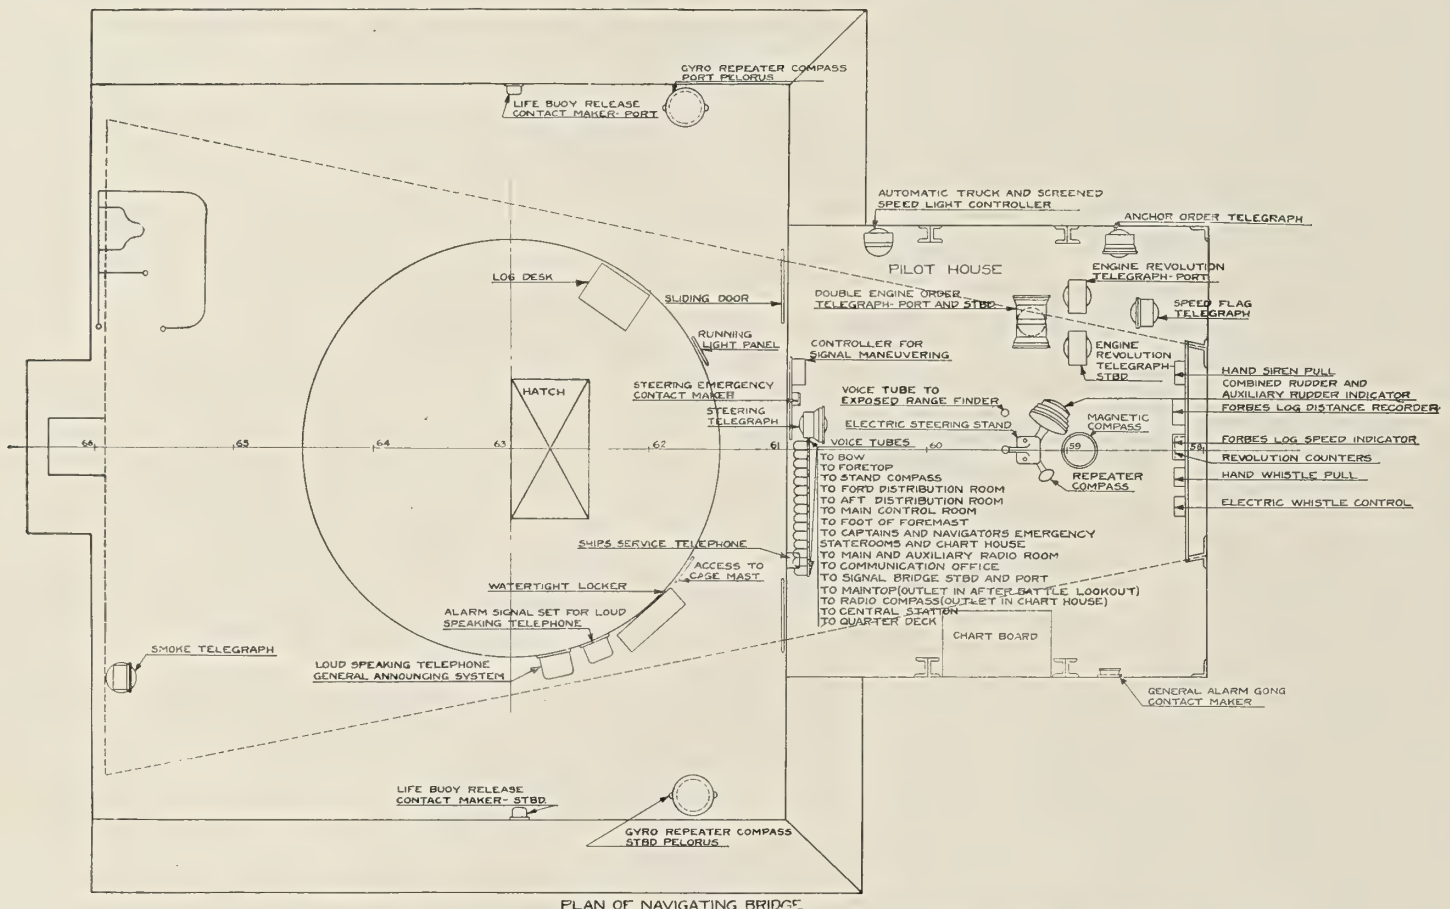 GYRO REPEATER COMPASS
PORT PELORUS
LIFE BUOY RELEASE
CONTACT MAKER- PORT
AUTOMATIC TRUCK AND SCREENED
SPEED LIGHT CONTROLLER
ANCHOR ORDER TELEGRAPH
PILOT HOUSE
ENGINE REVOLUTION
TELEGRAPH-PORT
LOG DESK
SLIDING DOOR
DOUBLE ENGINE ORDER
TELEGRAPH- PORT AND STBD
SPEED FLAG
TELEGRAPH
RUNNING
LIGHT PANEL
CONTROLLER FOR
SIGNAL MANEUVERING
ENGINE
REVOLUTION
TELEGRAPH-
STBD
HAND SIREN PULL
COMBINED RUDDER AND
AUXILIARY RUDDER INDICATOR
FORBES LOG DISTANCE RECORDER
HATCH
STEERING EMERGENCY
CONTACT MAKER
VOICE TUBE TO
EXPOSED RANGE FINDER
STEERING
TELEGRAPH
ELECTRIC STEERING STAND
MAGNETIC
COMPASS
66
65
64
63
62
61
60
59
58
VOICE TUBES
TO BOW
TO FORETOP
TO STAND COMPASS
TO FORD DISTRIBUTION ROOM
TO AFT DISTRIBUTION ROOM
TO MAIN CONTROL ROOM
TO FOOT OF FOREMAST
TO CAPTAINS AND NAVIGATORS EMERGENCY
STATEROOMS AND CHART HOUSE
TO MAIN AND AUXILIARY RADIO ROOM
TO COMMUNICATION OFFICE
TO SIGNAL BRIDGE STBD AND PORT
TO MAINTOP(OUTLET IN AFTER BATTLE LOOKOUT)
TO RADIO COMPASS(OUTLET IN CHART HOUSE)
TO CENTRAL STATION
TO QUARTER DECK
REPEATER
COMPASS
FORBES LOG SPEED INDICATOR
REVOLUTION COUNTERS
HAND WHISTLE PULL
ELECTRIC WHISTLE CONTROL
SHIPS SERVICE TELEPHONE
ACCESS TO
CAGE MAST
WATERTIGHT LOCKER
ALARM SIGNAL SET FOR LOUD
SPEAKING TELEPHONE
CHART BOARD
SMOKE TELEGRAPH
LOUD SPEAKING TELEPHONE
GENERAL ANNOUNCING SYSTEM
GENERAL ALARM GONG
CONTACT MAKER
LIFE BUOY RELEASE
CONTACT MAKER- STBD
GYRO REPEATER COMPASS
STBD PELORUS
PLAN OF NAVIGATING BRIDGE